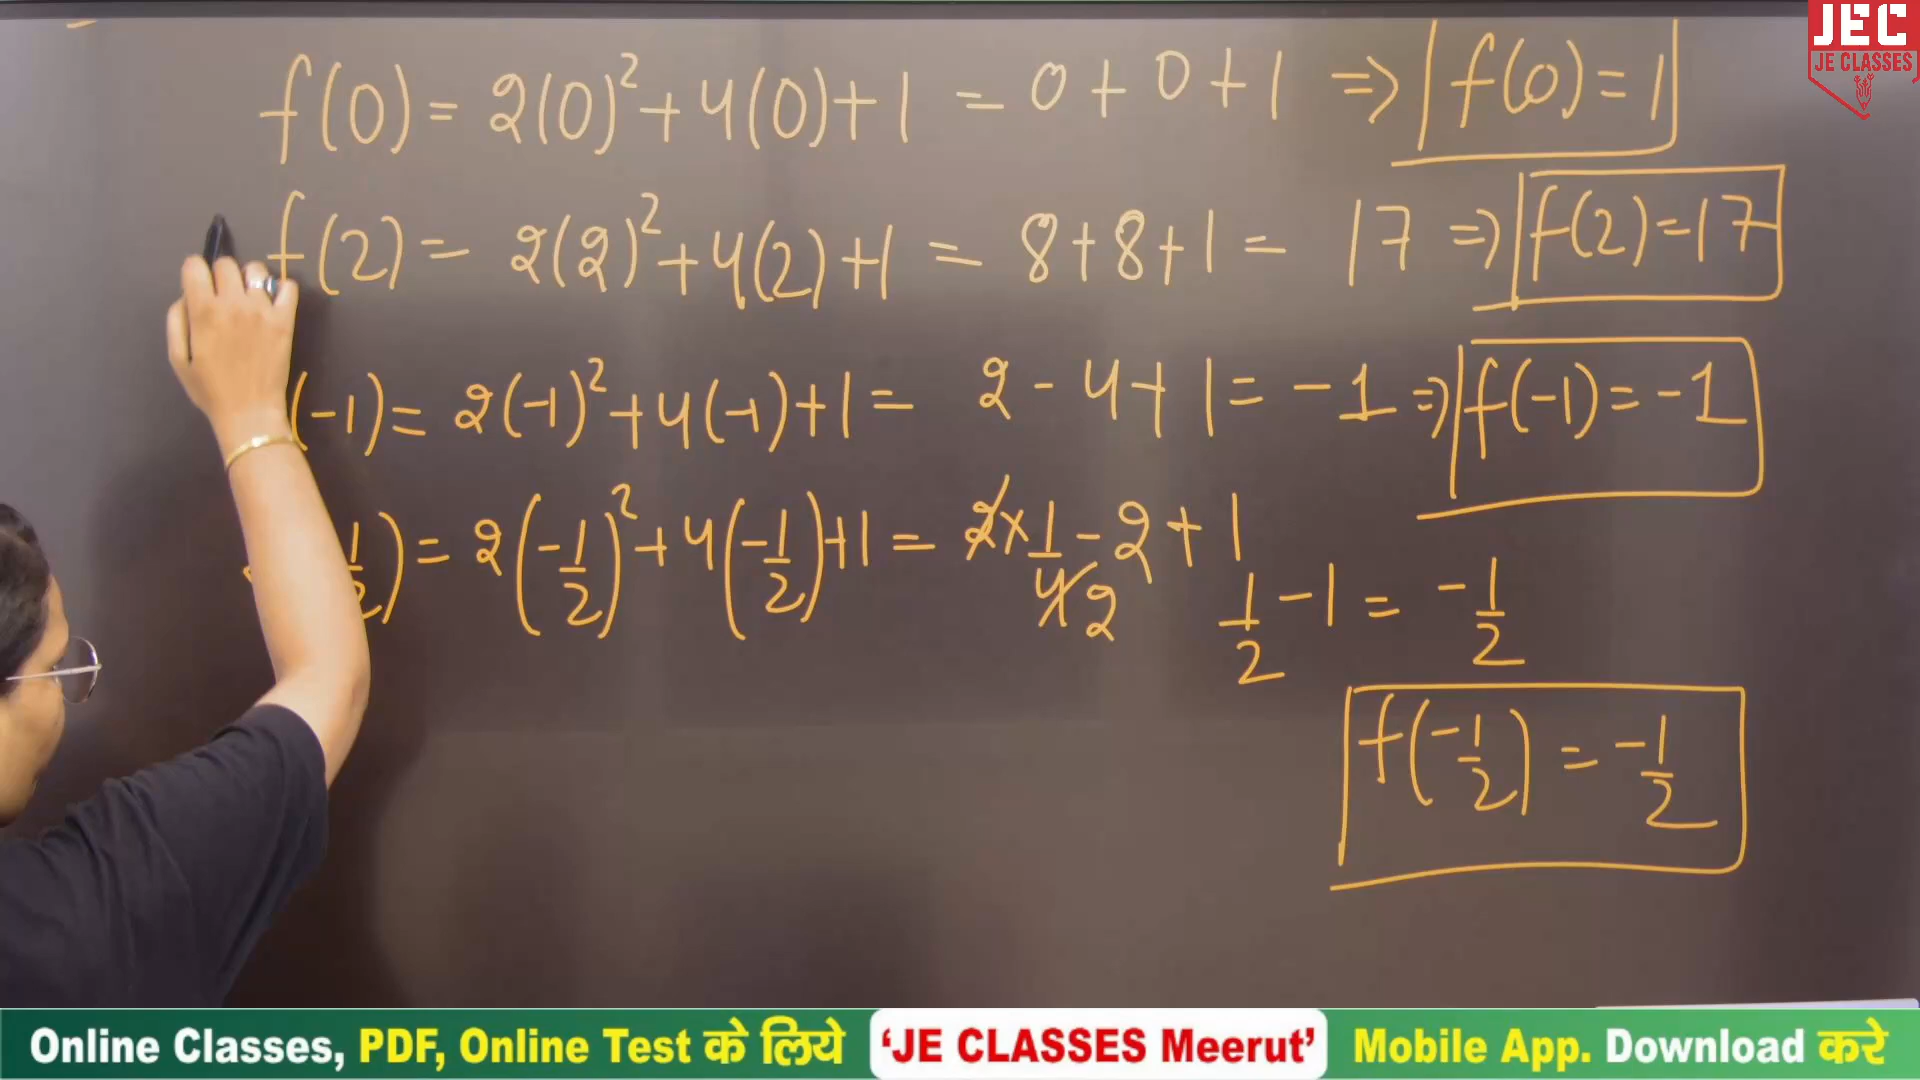 f(0) = 2(0)² + 4(0) + 1 = 0 + 0 + 1 ⇒ f(0) = 1
f(2) = 2(2)² + 4(2) + 1 = 8 + 8 + 1 = 17 ⇒ f(2) = 17
(-1) = 2(-1)² + 4(-1) + 1 = 2 - 4 + 1 = -1 ⇒ f(-1) = -1
1/2) = 2(-1/2)² + 4(-1/2) + 1 = 2 × 1/4 2 - 2 + 1
1/2 - 1 = -1/2
f(-1/2) = -1/2
JEC
JE CLASSES
Online Classes, PDF, Online Test के लिये 'JE CLASSES Meerut' Mobile App. Download करे